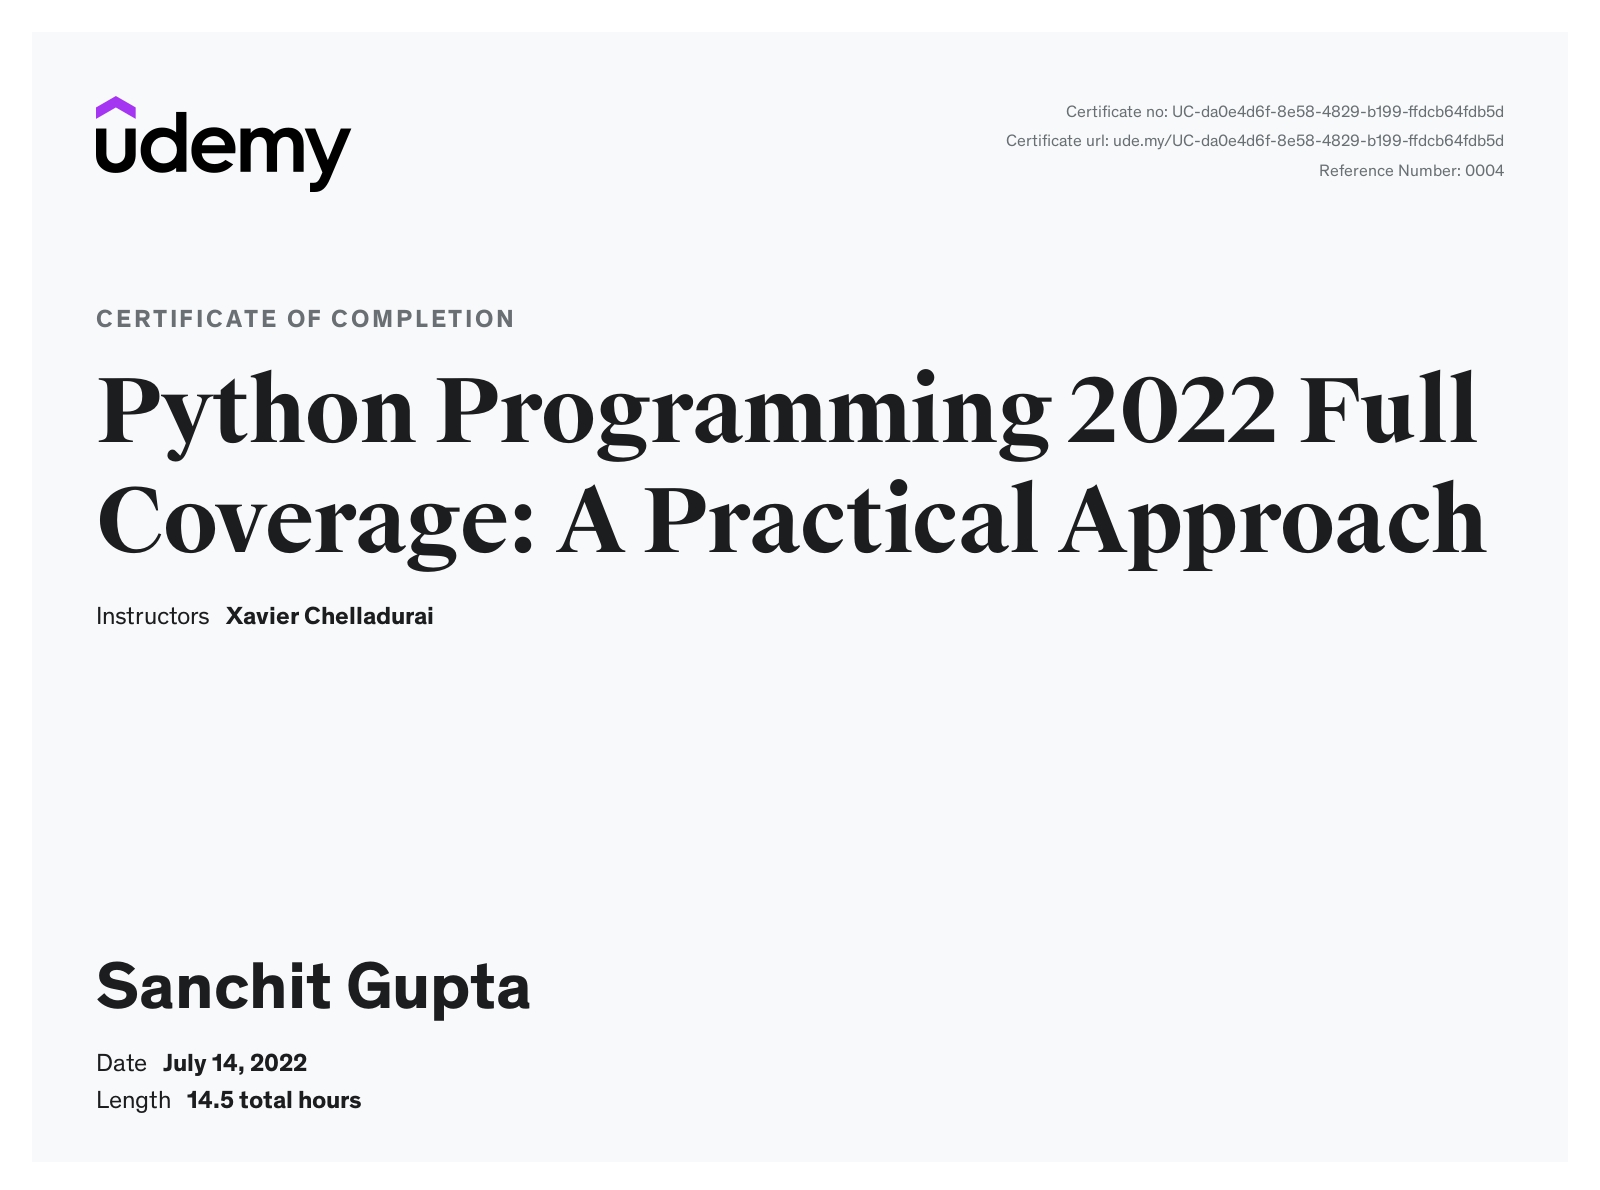 udemy
Certificate no: UC-da0e4d6f-8e58-4829-b199-ffdcb64fdb5d
Certificate url: ude.my/UC-da0e4d6f-8e58-4829-b199-ffdcb64fdb5d
Reference Number: 0004
CERTIFICATE OF COMPLETION
Python Programming 2022 Full
Coverage: A Practical Approach
Instructors Xavier Chelladurai
Sanchit Gupta
Date July 14, 2022
Length 14.5 total hours